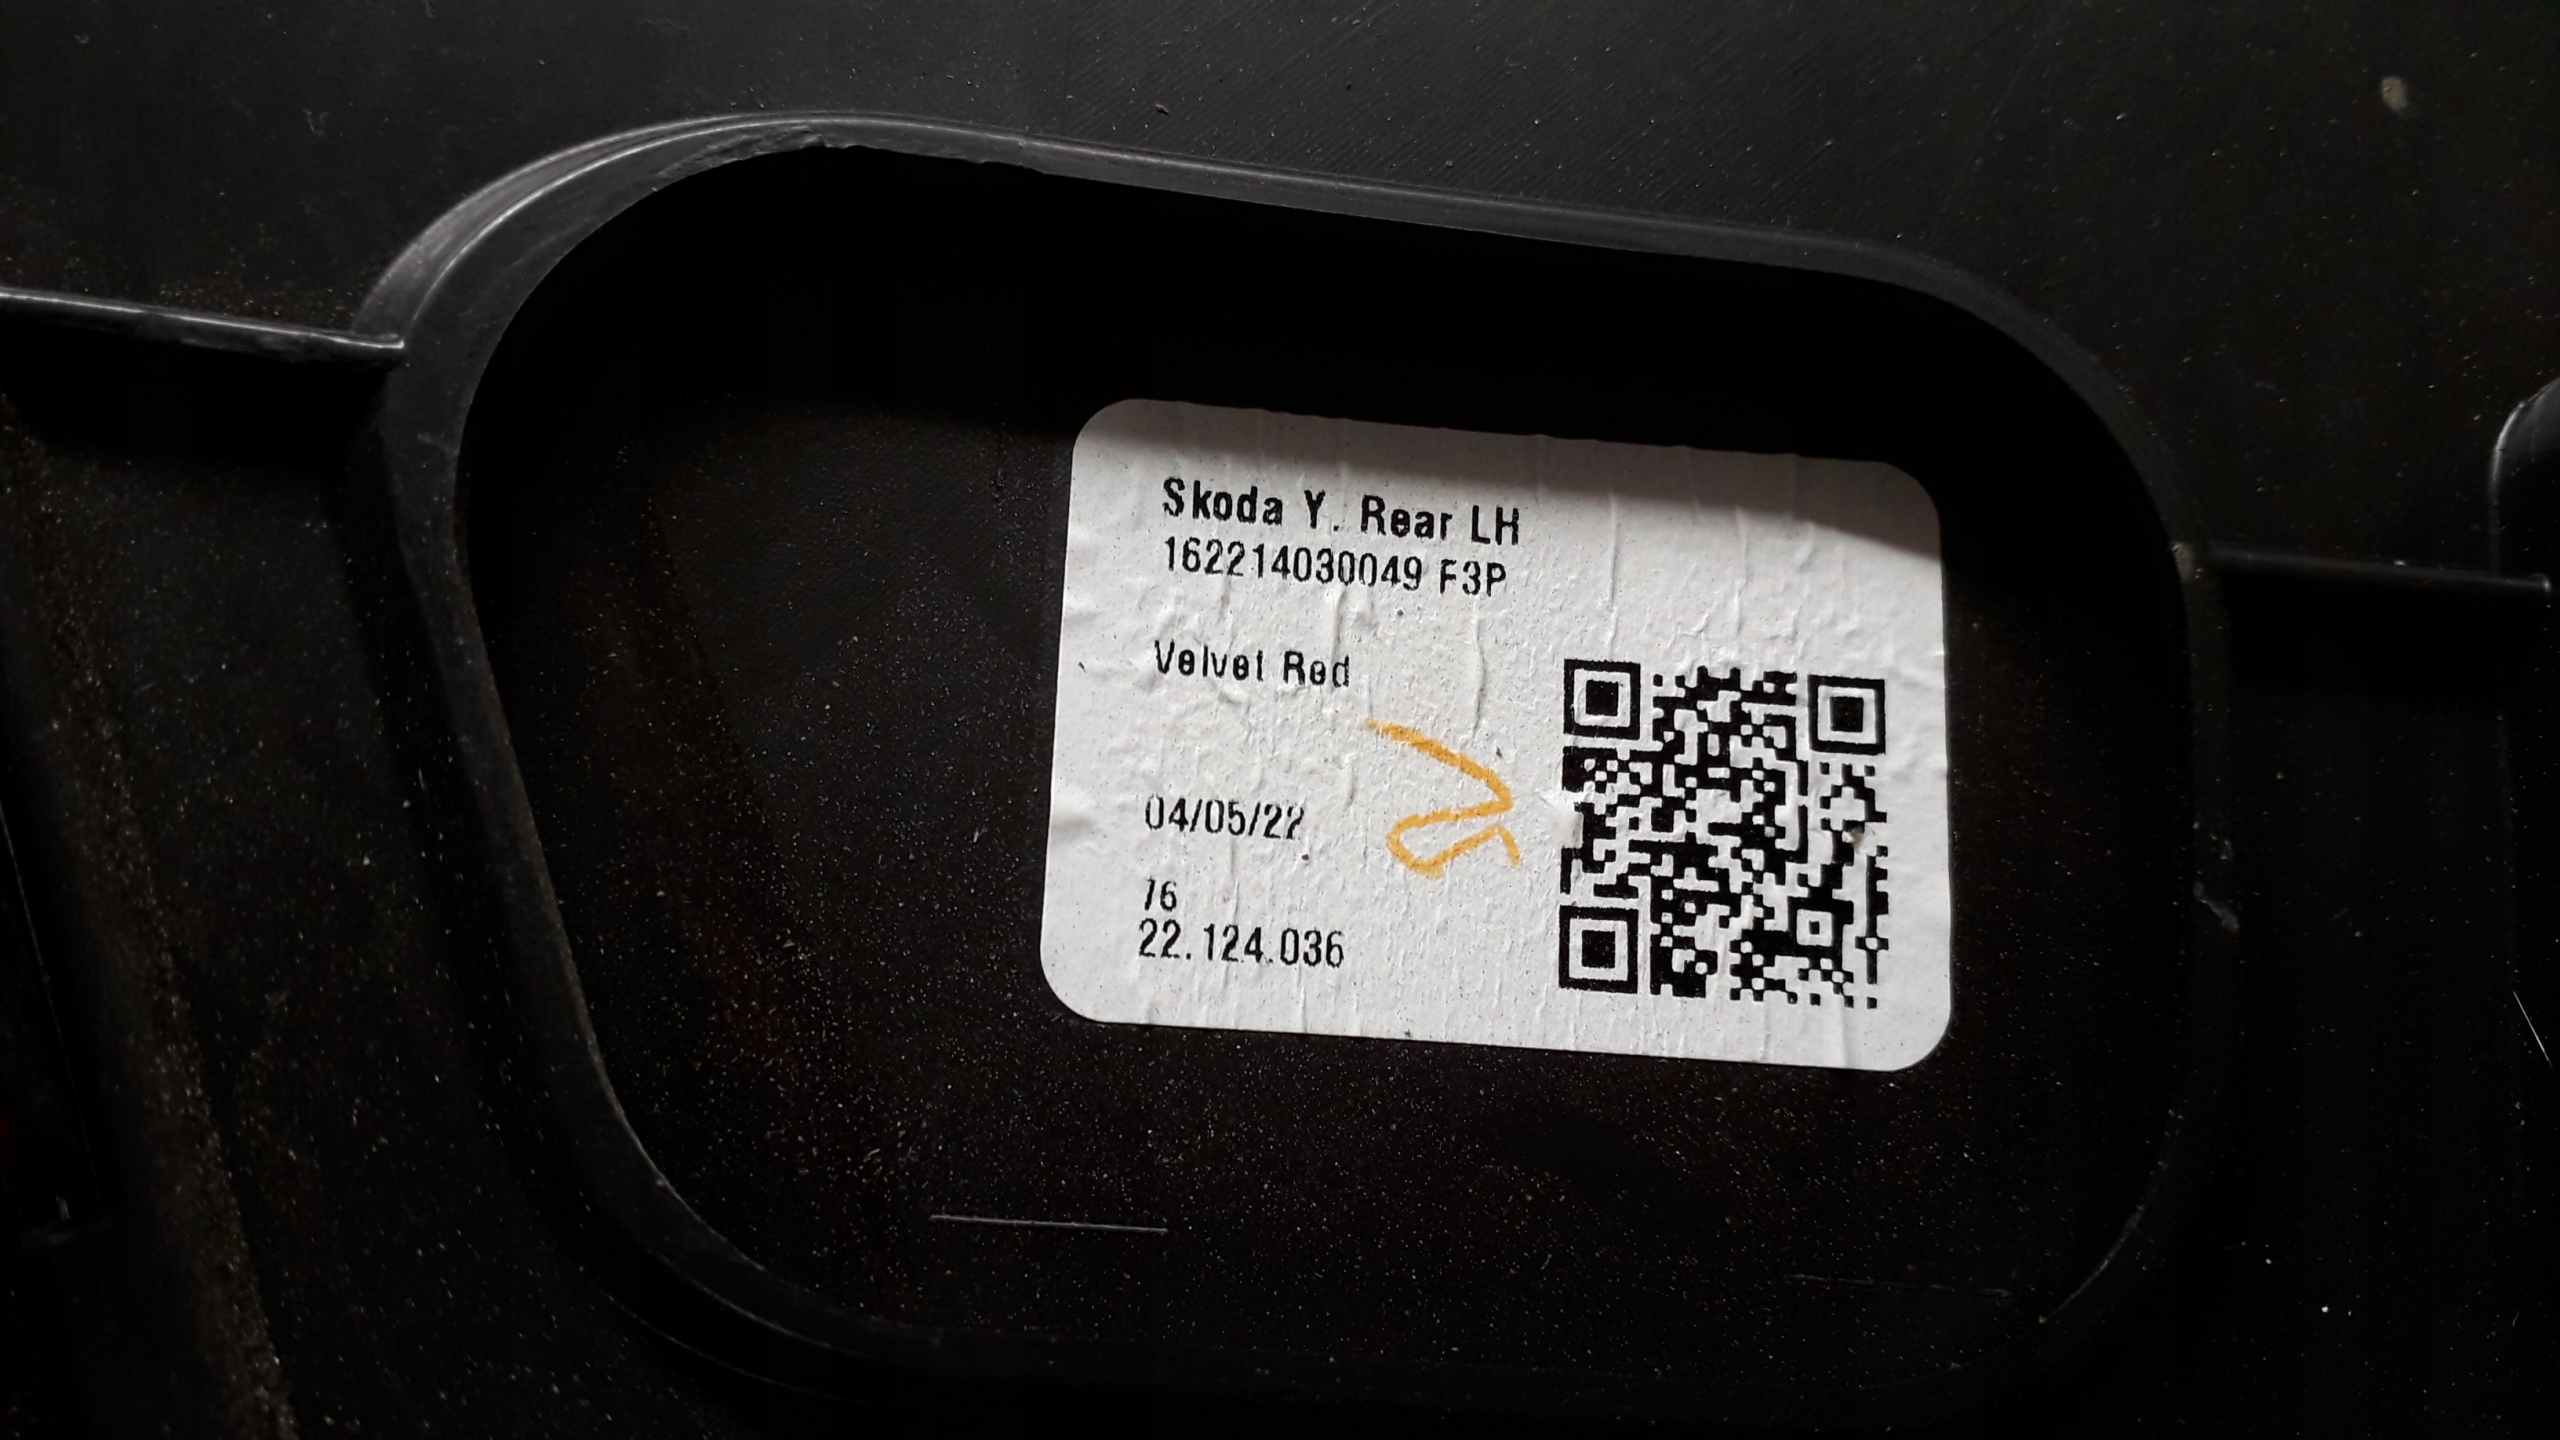 Skoda Y. Rear LH
162214030049 F3P
Velvet Red
04/05/22
76
22.124.036